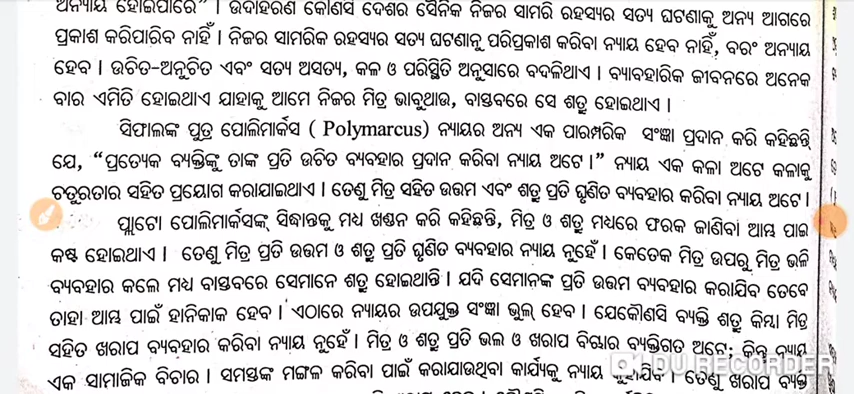 ଅନ୍ୟାୟ ହୋଇପାରେ" । ଉଦାହରଣ କୌଣସି ଦେଶର ସୈନିକ ନିଜର ସାମରି ରହସ୍ୟର ସତ୍ୟ ଘଟଣାକୁ ଅନ୍ୟ ଆଗରେ
ପ୍ରକାଶ କରିପାରିବ ନାହିଁ । ନିଜର ସାମରିକ ରହସ୍ୟର ସତ୍ୟ ଘଟଣାନୁ ପରିପ୍ରକାଶ କରିବା ନ୍ୟାୟ ହେବ ନାହିଁ, ବରଂ ଅନ୍ୟାୟ
ହେବ । ଉଚିତ-ଅନୁଚିତ ଏବଂ ସତ୍ୟ ଅସତ୍ୟ, କଳ ଓ ପରିସ୍ଥିତି ଅନୁସାରେ ବଦଳିଥାଏ । ବ୍ୟାବହାରିକ ଜୀବନରେ ଅନେକ
ବାର ଏମିତି ହୋଇଥାଏ ଯାହାକୁ ଆମେ ନିଜର ମିତ୍ର ଭାବୁଥାଉ, ବାସ୍ତବରେ ସେ ଶତ୍ରୁ ହୋଇଥାଏ ।
ସିଫାଲଙ୍କ ପୁତ୍ର ପୋଲିମାର୍କସ ( Polymarcus) ନ୍ୟାୟର ଅନ୍ୟ ଏକ ପାରମ୍ପରିକ ସଂଜ୍ଞା ପ୍ରଦାନ କରି କହିଛନ୍ତି
ଯେ, "ପ୍ରତ୍ୟେକ ବ୍ୟକ୍ତିଙ୍କୁ ତାଙ୍କ ପ୍ରତି ଉଚିତ ବ୍ୟବହାର ପ୍ରଦାନ କରିବା ନ୍ୟାୟ ଅଟେ ।" ନ୍ୟାୟ ଏକ କଳା ଅଟେ କଳାକୁ
ଚତୁରତାର ସହିତ ପ୍ରୟୋଗ କରାଯାଇଥାଏ । ତେଣୁ ମିତ୍ର ସହିତ ଉତ୍ତମ ଏବଂ ଶତ୍ରୁ ପ୍ରତି ଘୃଣିତ ବ୍ୟବହାର କରିବା ନ୍ୟାୟ ଅଟେ ।
ପ୍ଲାଟୋ ପୋଲିମାର୍କସଙ୍କ ସିଦ୍ଧାନ୍ତକୁ ମଧ୍ୟ ଖଣ୍ଡନ କରି କହିଛନ୍ତି, ମିତ୍ର ଓ ଶତ୍ରୁ ମଧ୍ୟରେ ଫରକ ଜାଣିବା ଆମ୍ଭ ପାଇଁ
କଷ୍ଟ ହୋଇଥାଏ । ତେଣୁ ମିତ୍ର ପ୍ରତି ଉତ୍ତମ ଓ ଶତ୍ରୁ ପ୍ରତି ଘୃଣିତ ବ୍ୟବହାର ନ୍ୟାୟ ନୁହେଁ । କେତେକ ମିତ୍ର ଉପରୁ ମିତ୍ର ଭଳି
ବ୍ୟବହାର କଲେ ମଧ୍ୟ ବାସ୍ତବରେ ସେମାନେ ଶତ୍ରୁ ହୋଇଥାନ୍ତି । ଯଦି ସେମାନଙ୍କ ପ୍ରତି ଉତ୍ତମ ବ୍ୟବହାର କରାଯିବ ତେବେ
ତାହା ଆମ୍ଭ ପାଇଁ ହାନିକାକ ହେବ । ଏଠାରେ ନ୍ୟାୟର ଉପଯୁକ୍ତ ସଂଜ୍ଞା ଭୁଲ୍ ହେବ । ଯେକୌଣସି ବ୍ୟକ୍ତି ଶତ୍ରୁ କିମ୍ବା ମିତ୍ର
ସହିତ ଖରାପ ବ୍ୟବହାର କରିବା ନ୍ୟାୟ ନୁହେଁ । ମିତ୍ର ଓ ଶତ୍ରୁ ପ୍ରତି ଭଲ ଓ ଖରାପ ବିଚାର ବ୍ୟକ୍ତିଗତ ଅଟେ; କିନ୍ତୁ ନ୍ୟାୟ
ଏକ ସାମାଜିକ ବିଚାର । ସମସ୍ତଙ୍କ ମଙ୍ଗଳ କରିବା ପାଇଁ କରାଯାଉଥିବା କାର୍ଯ୍ୟକୁ ନ୍ୟାୟ କୁହାଯିବ । ତେଣୁ ଖରାପ ବ୍ୟକ୍ତି
DU RECORDER